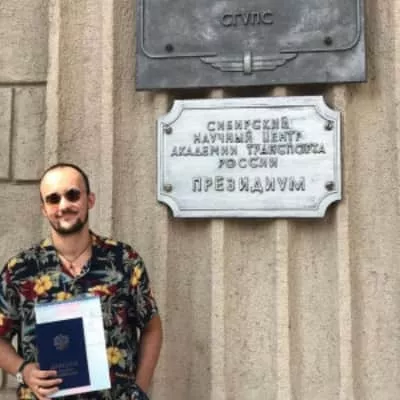 СГУПС
СИБИРСКИЙ
НАУЧНЫЙ ЦЕНТР
АКАДЕМИИ ТРАНСПОРТА
РОССИИ
ПРЕЗИДИУМ